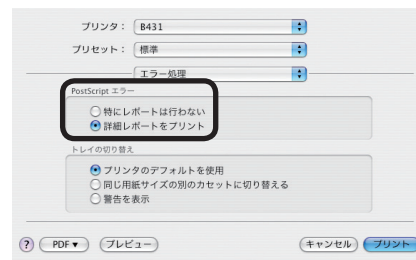 プリンタ： B431
プリセット： 標準
エラー処理
PostScript エラー
特にレポートは行わない
詳細レポートをプリント
トレイの切り替え
プリンタのデフォルトを使用
同じ用紙サイズの別のカセットに切り替える
警告を表示
? PDF▼ プレビュー キャンセル プリント